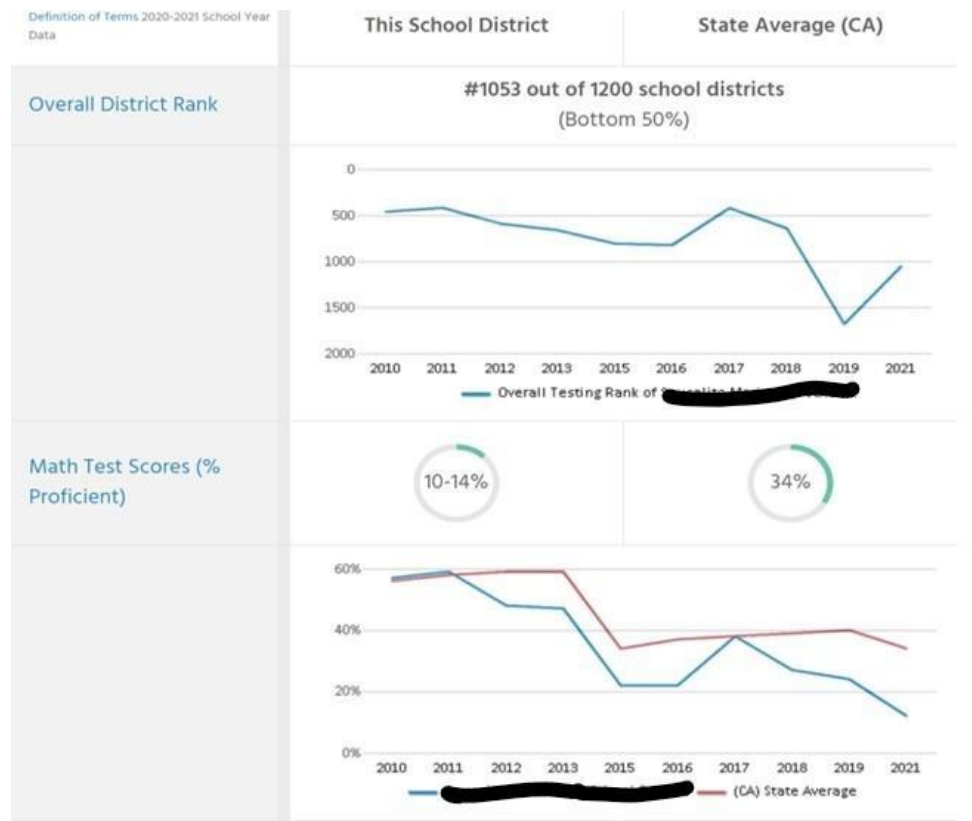 Definition of Terms 2020-2021 School Year
Data
This School District
State Average (CA)
Overall District Rank
#1053 out of 1200 school districts
(Bottom 50%)
0
500
1000
1500
2000
2010 2011 2012 2013 2015 2016 2017 2018 2019 2021
Overall Testing Rank of
Math Test Scores (%
Proficient)
10-14%
34%
60%
40%
20%
0%
2010 2011 2012 2013 2015 2016 2017 2018 2019 2021
(CA) State Average